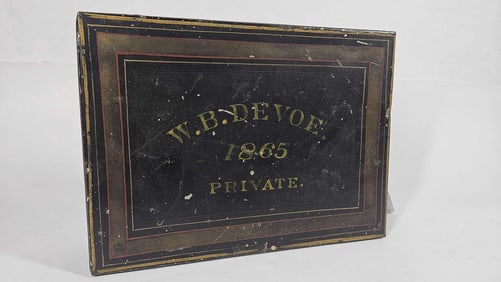 W. B. DEVOE.
1865
PRIVATE.